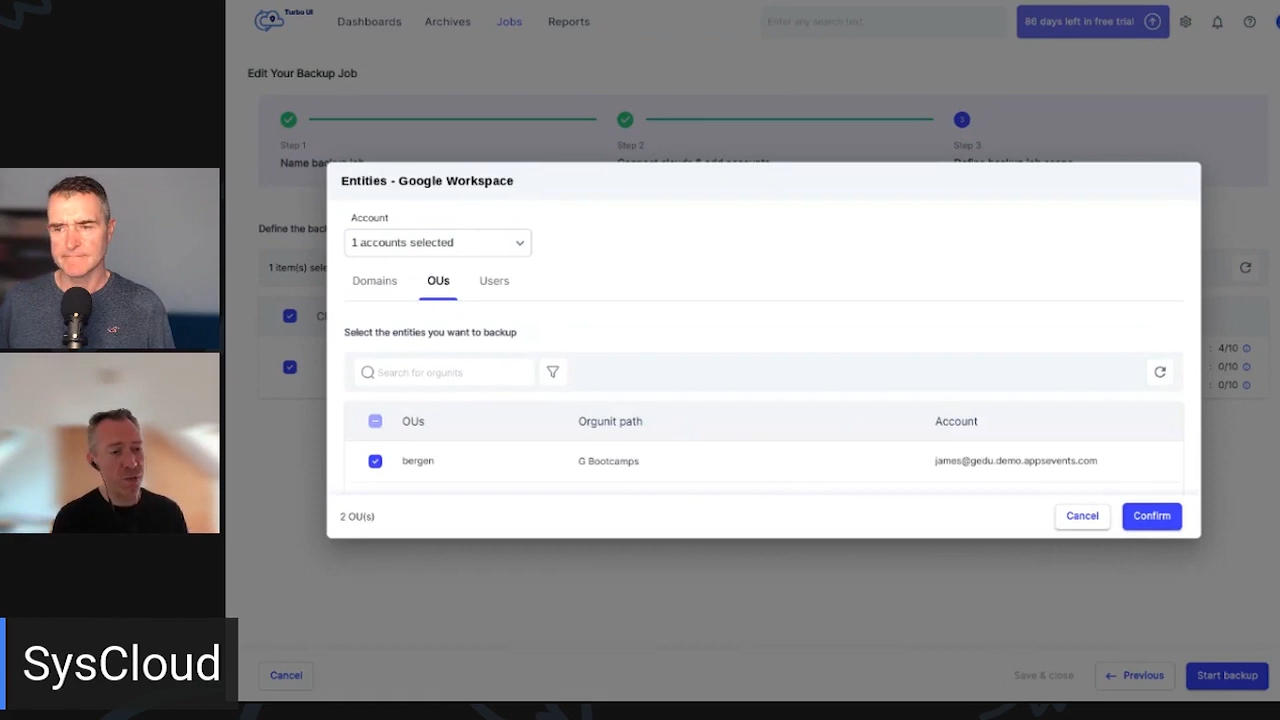 Turbo UI
Dashboards Archives Jobs Reports
Enter any search text
86 days left in free trial
Edit Your Backup Job
3
Step 1 Step 2 Step 3
Name backup job Connect clouds & add accounts Define backup job scope
Entities - Google Workspace
Account
1 accounts selected
Define the bac
1 item(s) sele
Domains OUs Users
Select the entities you want to backup
Search for orgunits
OUs Orgunit path Account
bergen G Bootcamps james@gedu.demo.appsevents.com
: 4/10
: 0/10
: 0/10
2 OU(s)
Cancel Confirm
SysCloud
Cancel Save & close Previous Start backup